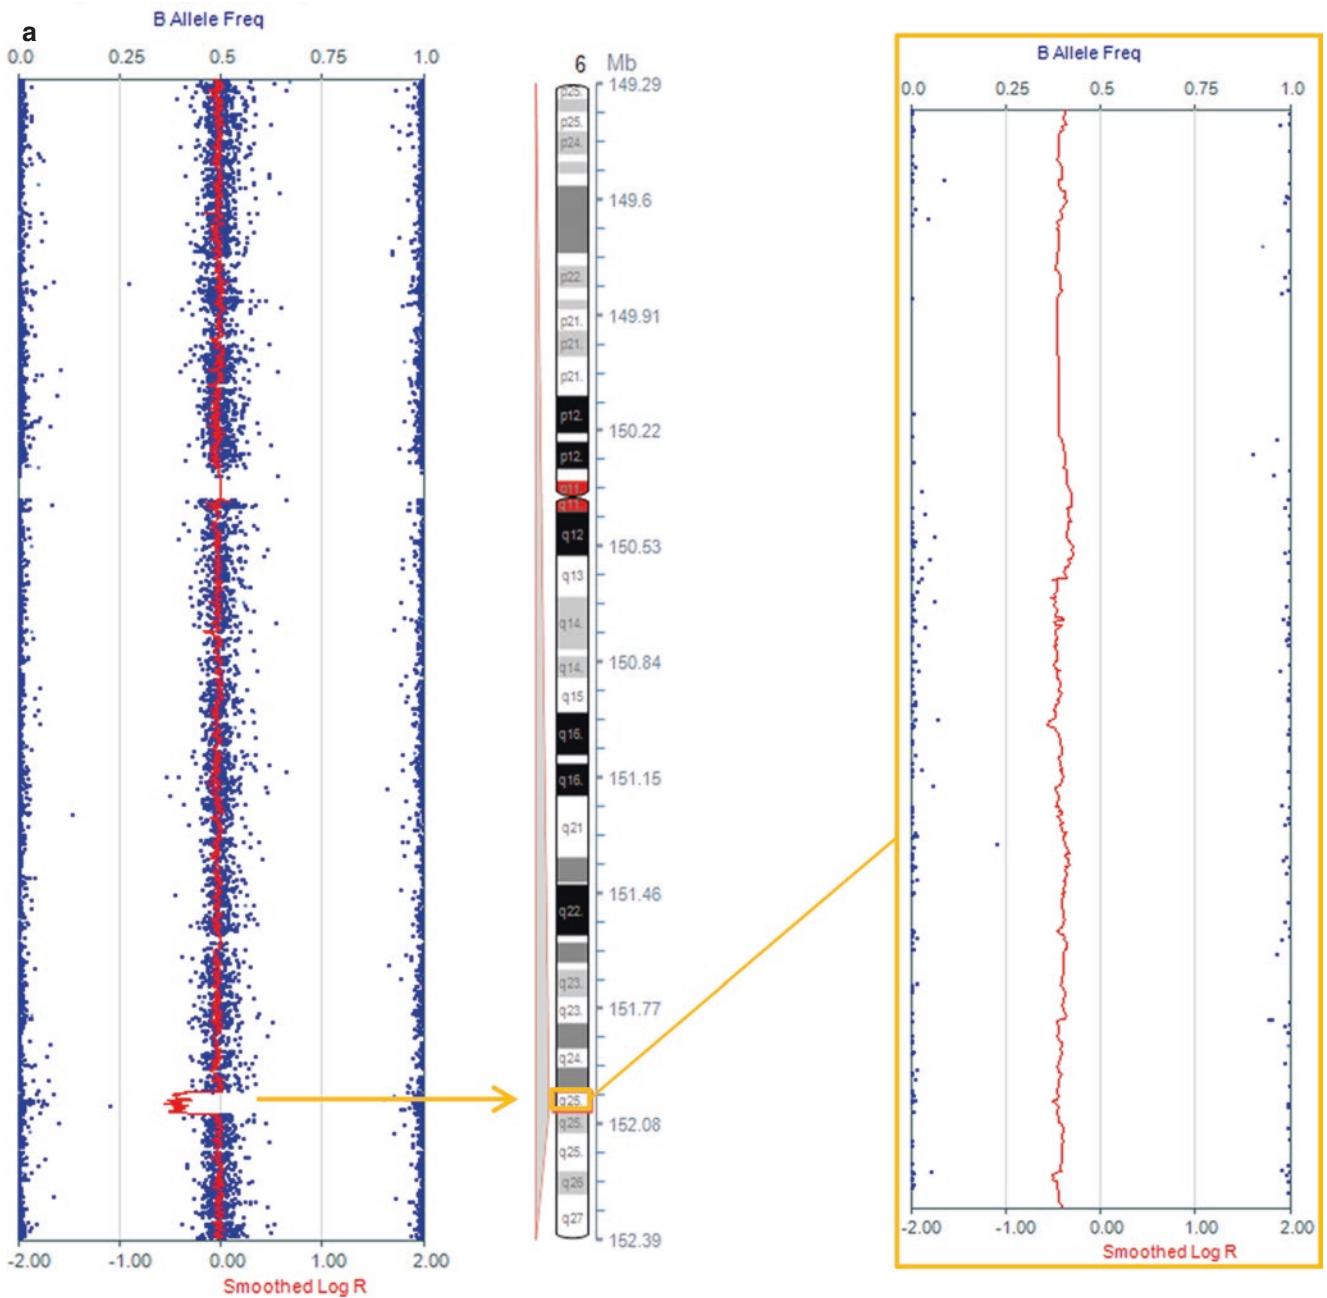 a
B Allele Freq
0.0 0.25 0.5 0.75 1.0
-2.00 -1.00 0.00 1.00 2.00
Smoothed Log R
6 Mb
p25.
p25.
p24.
p22.
p21.
p21.
p21.
p12.
p12.
p11.
q11.
q12
q13
q14.
q14.
q15
q16.
q16.
q21
q22.
q23.
q23.
q24.
q25.
q25.
q25.
q26
q27
149.29
149.6
149.91
150.22
150.53
150.84
151.15
151.46
151.77
152.08
152.39
B Allele Freq
0.0 0.25 0.5 0.75 1.0
-2.00 -1.00 0.00 1.00 2.00
Smoothed Log R